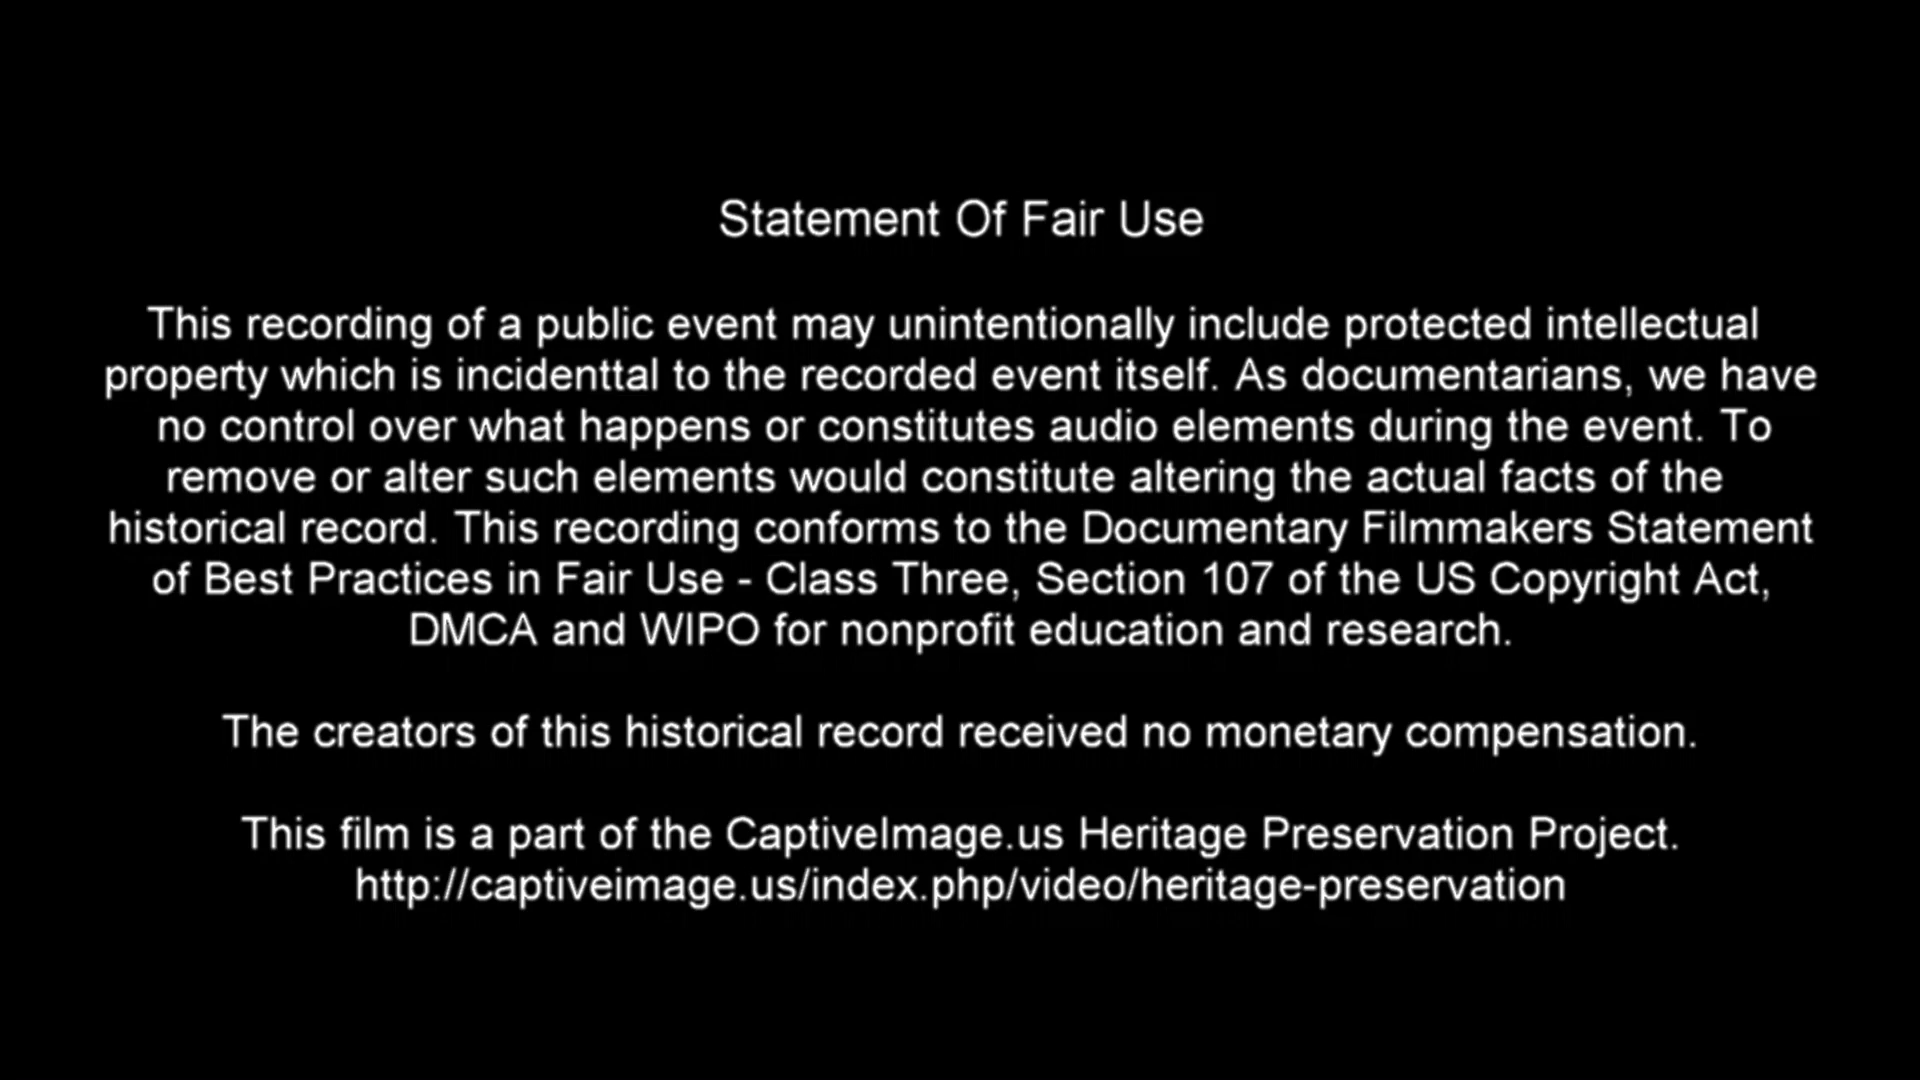 Statement Of Fair Use
This recording of a public event may unintentionally include protected intellectual
property which is incidenttal to the recorded event itself. As documentarians, we have
no control over what happens or constitutes audio elements during the event. To
remove or alter such elements would constitute altering the actual facts of the
historical record. This recording conforms to the Documentary Filmmakers Statement
of Best Practices in Fair Use - Class Three, Section 107 of the US Copyright Act,
DMCA and WIPO for nonprofit education and research.
The creators of this historical record received no monetary compensation.
This film is a part of the CaptiveImage.us Heritage Preservation Project.
http://captiveimage.us/index.php/video/heritage-preservation